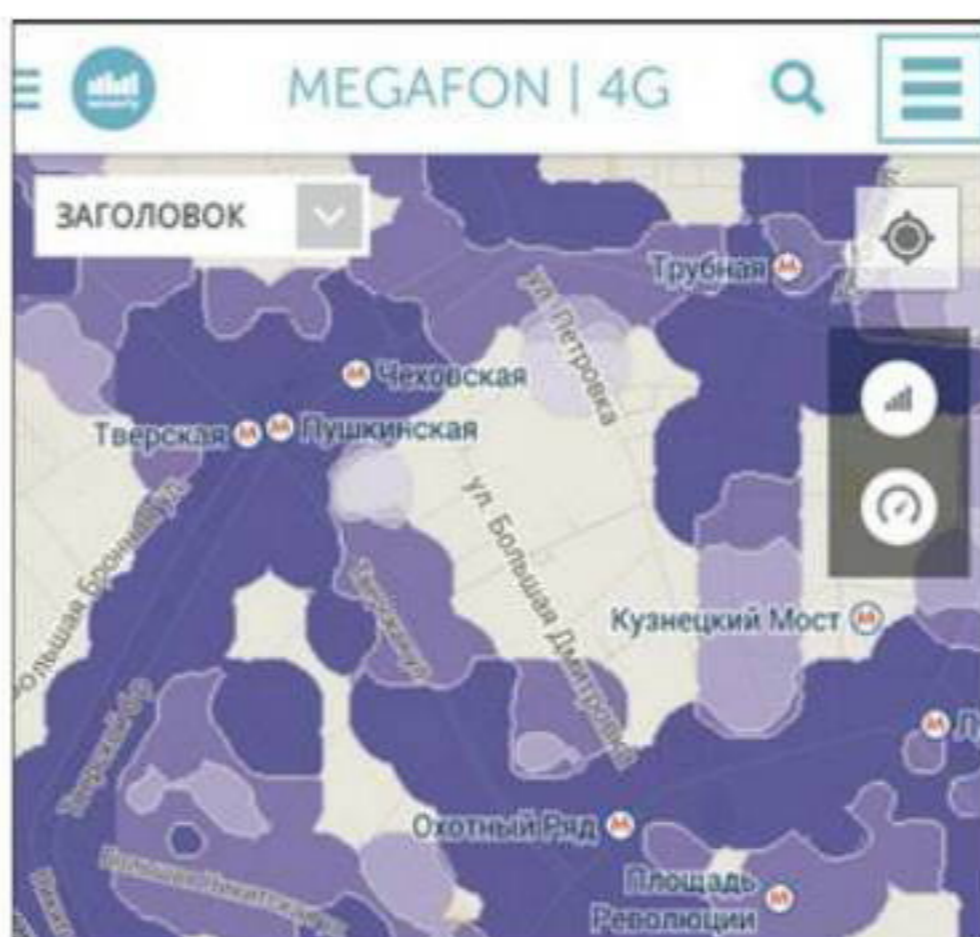 MEGAFON | 4G
ЗАГОЛОВОК
Трубная
ул. Петровка
Чеховская
Тверская
Пушкинская
ул. Большая Дмитровка
Кузнецкий Мост
Охотный Ряд
Площадь
Революции